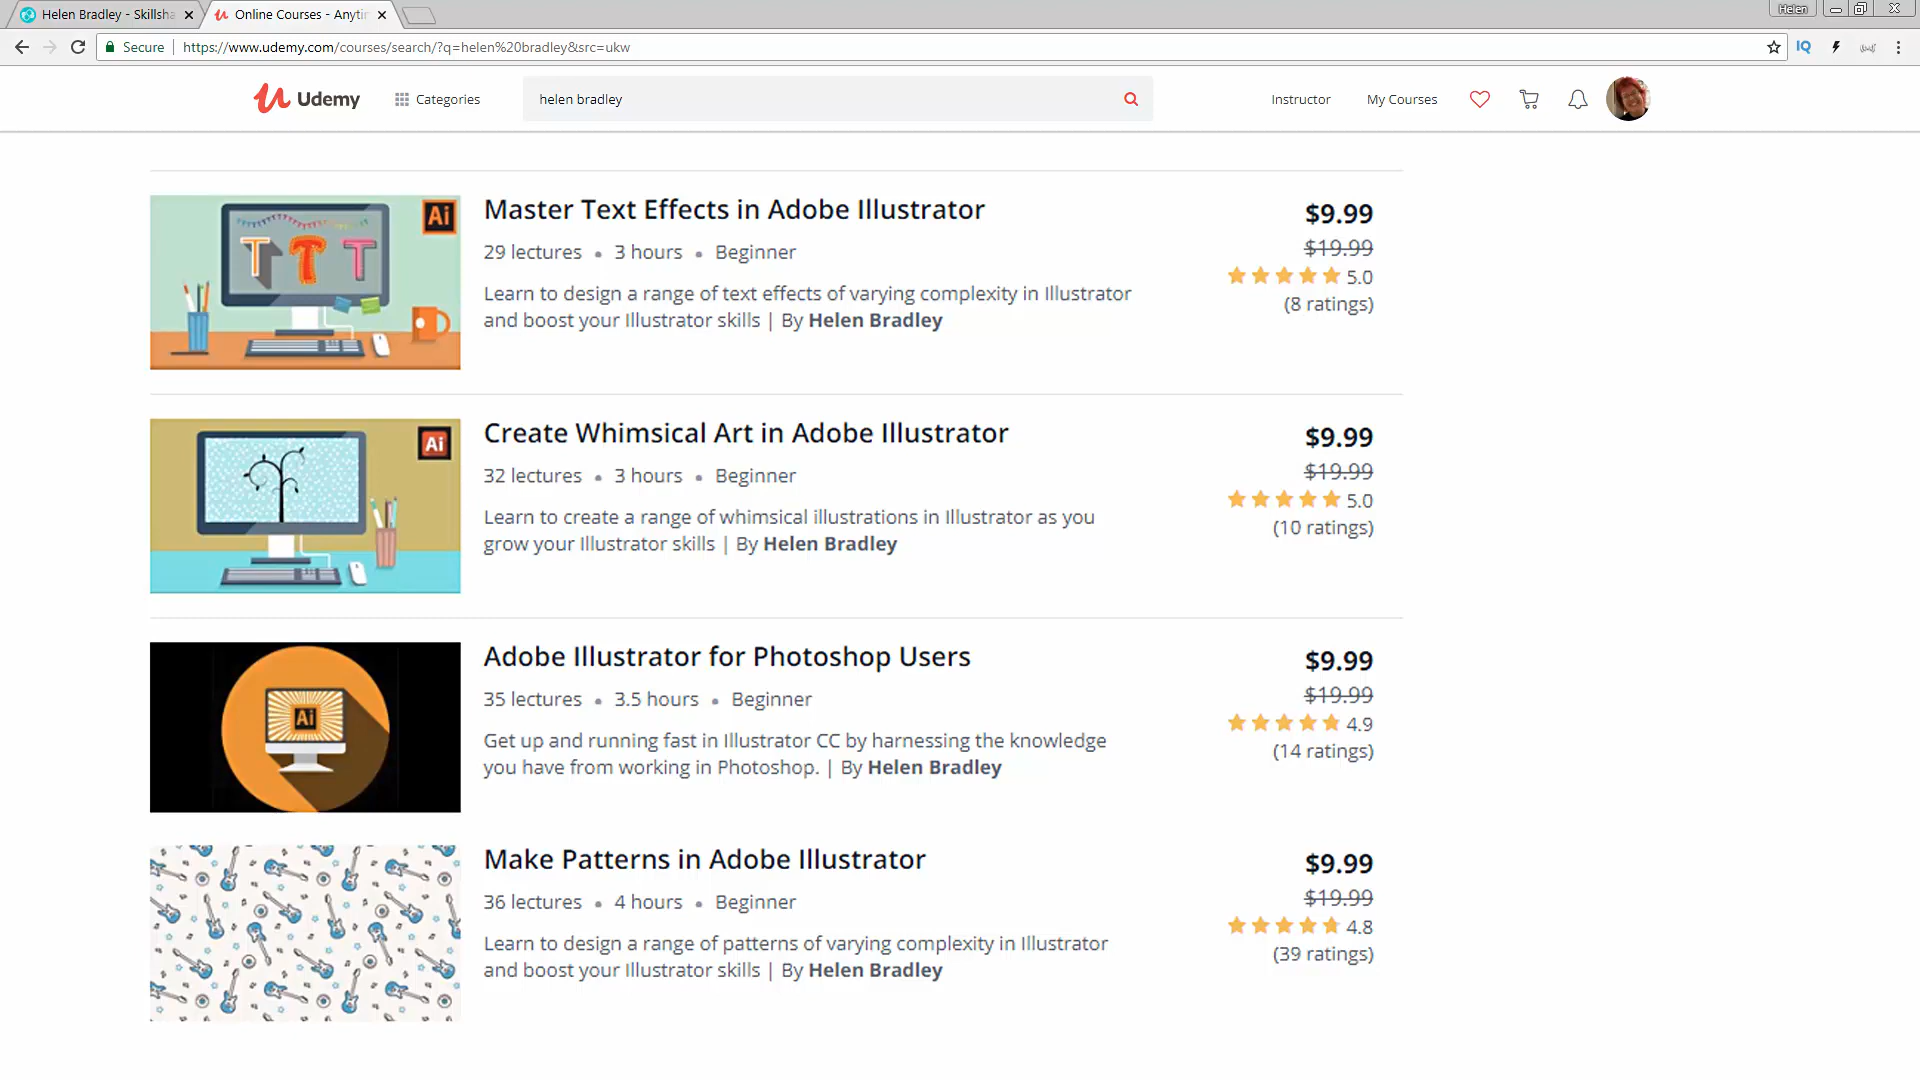 Helen Bradley - Skillsha
Online Courses - Anytin
Helen
Secure
https://www.udemy.com/courses/search/?q=helen%20bradley&src=ukw
IQ
Udemy
Categories
helen bradley
Instructor
My Courses
Ai
T T T
Master Text Effects in Adobe Illustrator
29 lectures • 3 hours • Beginner
Learn to design a range of text effects of varying complexity in Illustrator
and boost your Illustrator skills | By Helen Bradley
$9.99
$19.99
5.0
(8 ratings)
Ai
Create Whimsical Art in Adobe Illustrator
32 lectures • 3 hours • Beginner
Learn to create a range of whimsical illustrations in Illustrator as you
grow your Illustrator skills | By Helen Bradley
$9.99
$19.99
5.0
(10 ratings)
Ai
Adobe Illustrator for Photoshop Users
35 lectures • 3.5 hours • Beginner
Get up and running fast in Illustrator CC by harnessing the knowledge
you have from working in Photoshop. | By Helen Bradley
$9.99
$19.99
4.9
(14 ratings)
Make Patterns in Adobe Illustrator
36 lectures • 4 hours • Beginner
Learn to design a range of patterns of varying complexity in Illustrator
and boost your Illustrator skills | By Helen Bradley
$9.99
$19.99
4.8
(39 ratings)